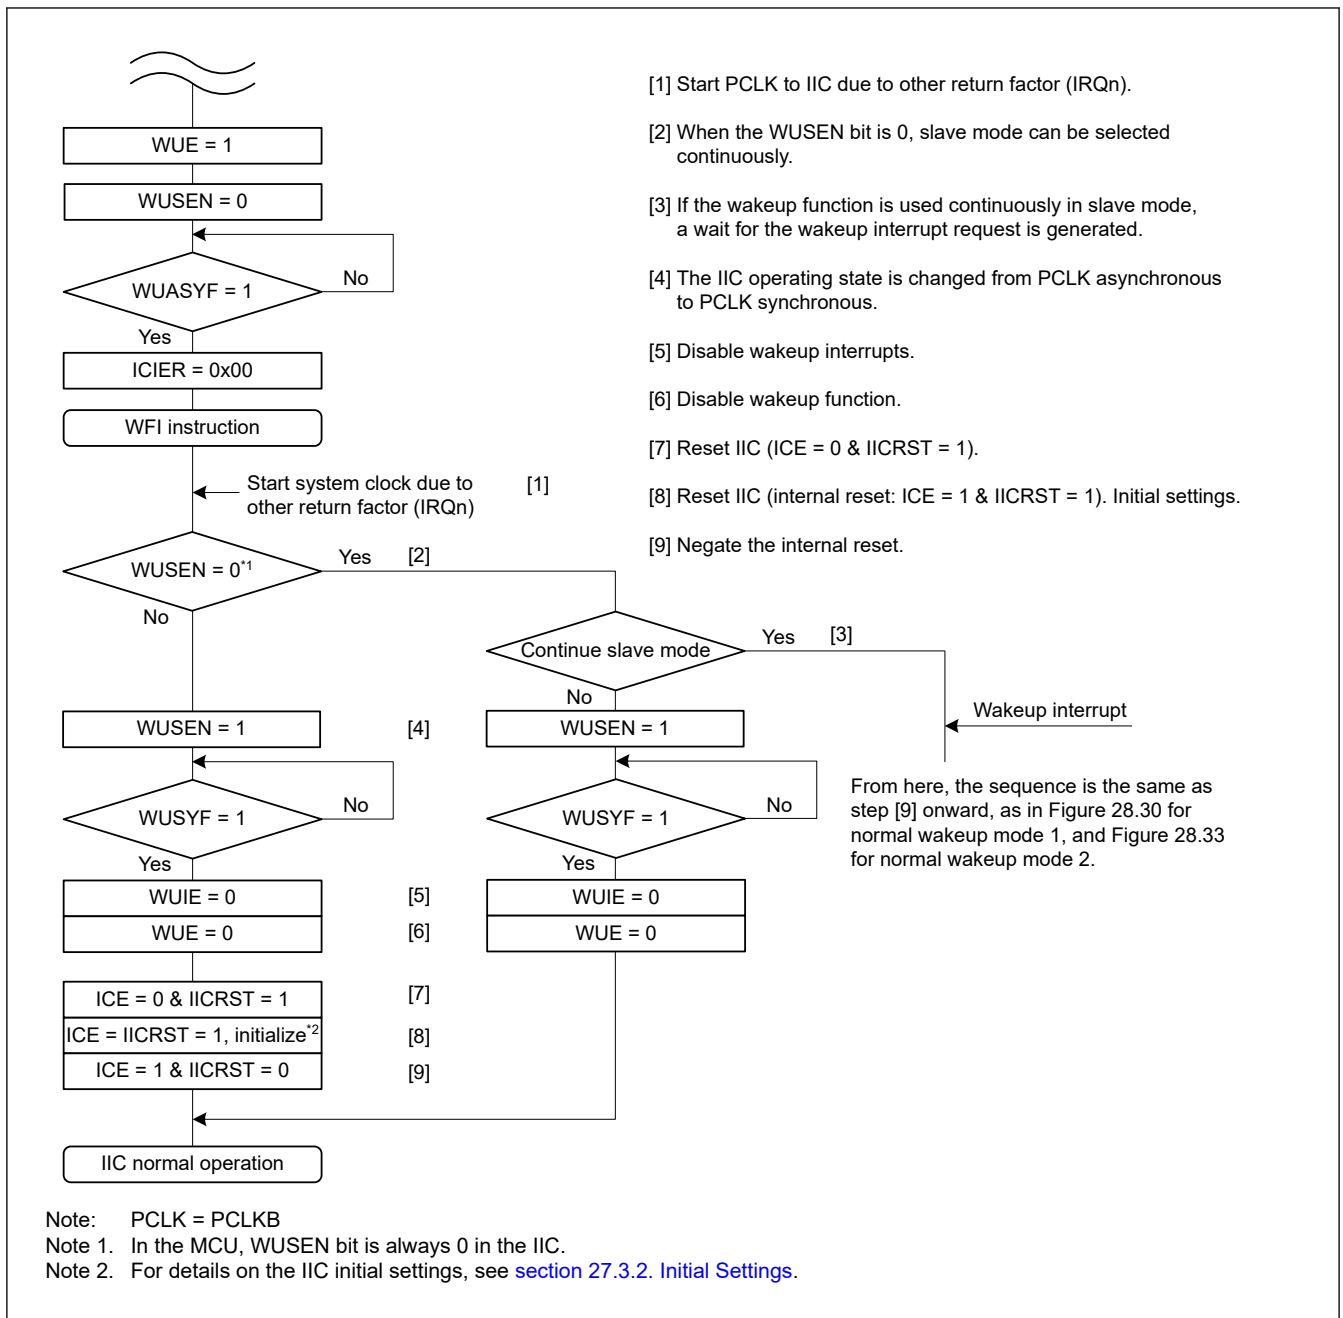 WUE = 1
WUSEN = 0
WUASYF = 1
No
Yes
ICIER = 0x00
WFI instruction
Start system clock due to
other return factor (IRQn)
[1]
WUSEN = 0*1
Yes
[2]
No
Continue slave mode
Yes
[3]
No
Wakeup interrupt
WUSEN = 1
[4]
WUSEN = 1
From here, the sequence is the same as
step [9] onward, as in Figure 28.30 for
normal wakeup mode 1, and Figure 28.33
for normal wakeup mode 2.
WUSYF = 1
No
Yes
WUSYF = 1
No
Yes
WUIE = 0
[5]
WUIE = 0
WUE = 0
[6]
WUE = 0
ICE = 0 & IICRST = 1
[7]
ICE = IICRST = 1, initialize*2
[8]
ICE = 1 & IICRST = 0
[9]
IIC normal operation
[1] Start PCLK to IIC due to other return factor (IRQn).
[2] When the WUSEN bit is 0, slave mode can be selected
continuously.
[3] If the wakeup function is used continuously in slave mode,
a wait for the wakeup interrupt request is generated.
[4] The IIC operating state is changed from PCLK asynchronous
to PCLK synchronous.
[5] Disable wakeup interrupts.
[6] Disable wakeup function.
[7] Reset IIC (ICE = 0 & IICRST = 1).
[8] Reset IIC (internal reset: ICE = 1 & IICRST = 1). Initial settings.
[9] Negate the internal reset.
Note: PCLK = PCLKB
Note 1. In the MCU, WUSEN bit is always 0 in the IIC.
Note 2. For details on the IIC initial settings, see section 27.3.2. Initial Settings.